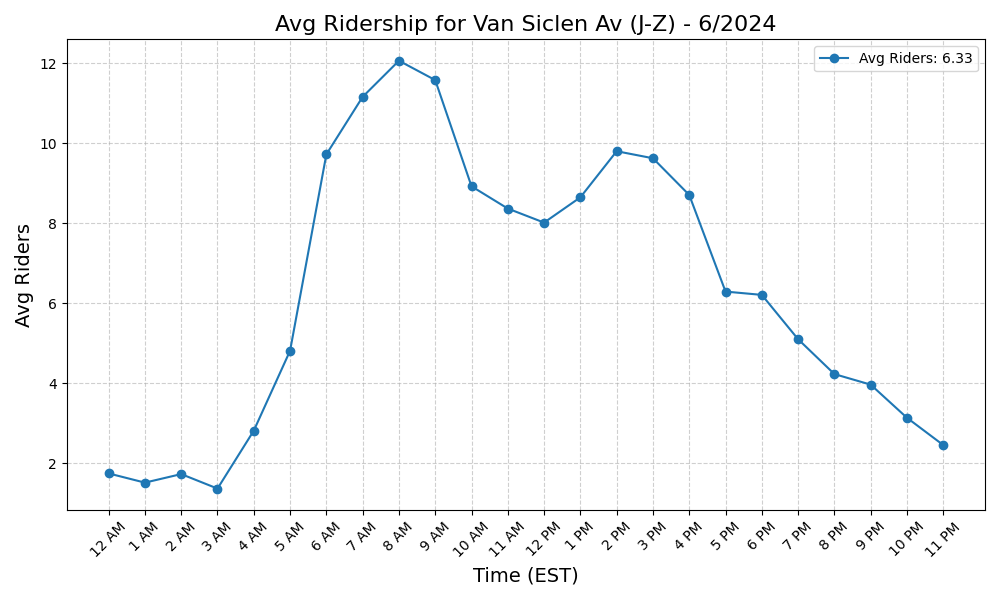 Avg Ridership for Van Siclen Av (J-Z) - 6/2024
Avg Riders: 6.33
Avg Riders
12
10
8
6
4
2
12 AM
1 AM
2 AM
3 AM
4 AM
5 AM
6 AM
7 AM
8 AM
9 AM
10 AM
11 AM
12 PM
1 PM
2 PM
3 PM
4 PM
5 PM
6 PM
7 PM
8 PM
9 PM
10 PM
11 PM
Time (EST)